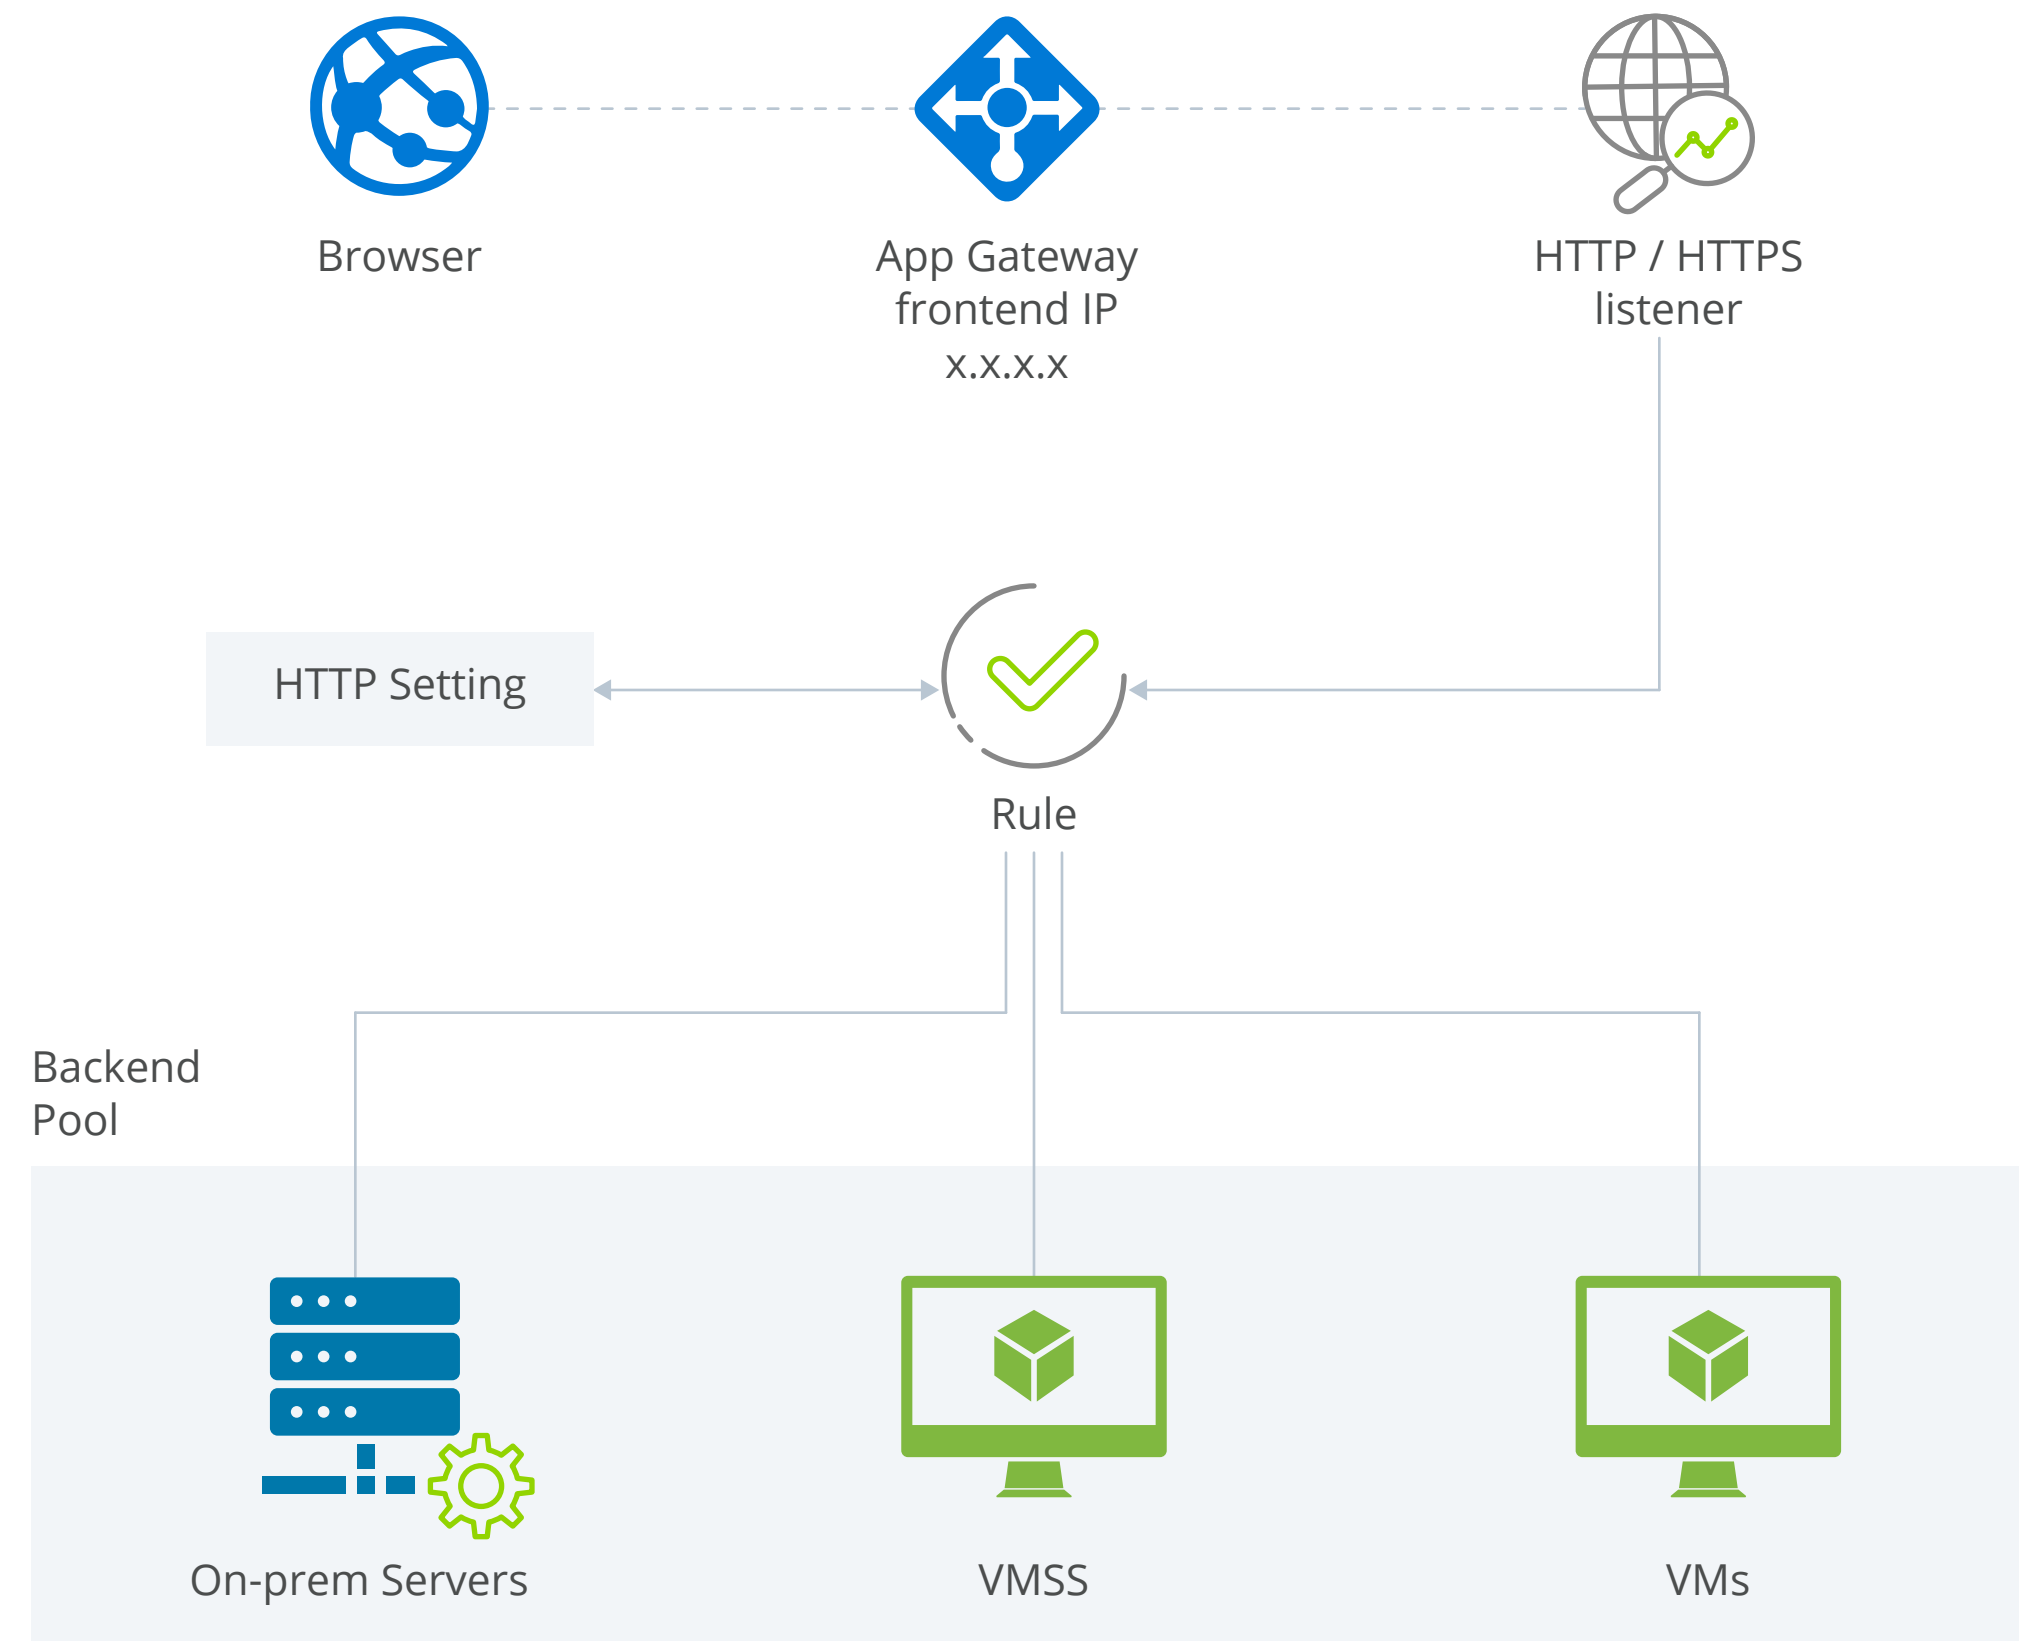 Browser
App Gateway
frontend IP
x.x.x.x
HTTP / HTTPS
listener
HTTP Setting
Rule
Backend
Pool
On-prem Servers
VMSS
VMs